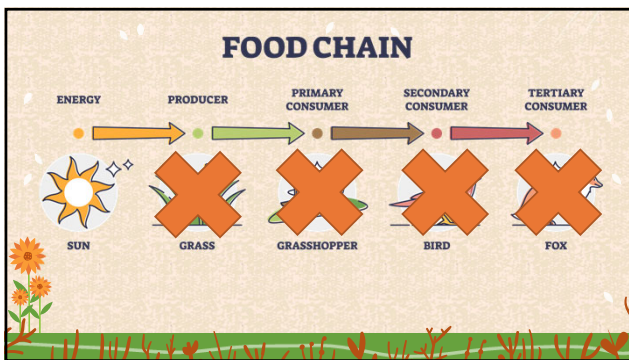 FOOD CHAIN
ENERGY
PRODUCER
PRIMARY
CONSUMER
SECONDARY
CONSUMER
TERTIARY
CONSUMER
SUN
GRASS
GRASSHOPPER
BIRD
FOX